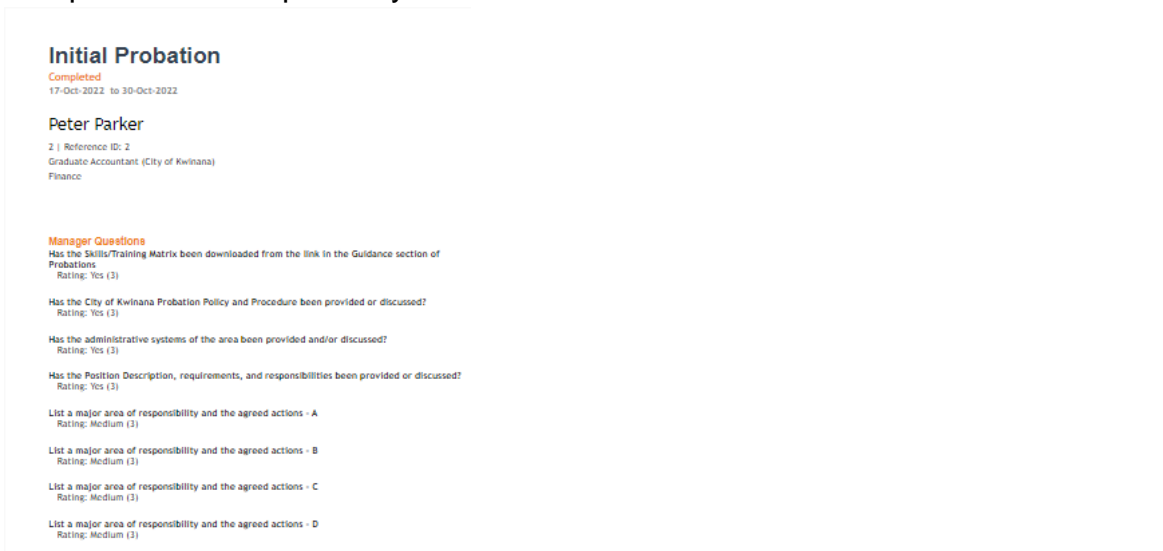 Initial Probation
Completed
17-Oct-2022 to 30-Oct-2022
Peter Parker
2 | Reference ID: 2
Graduate Accountant (City of Kwinana)
Finance
Manager Questions
Has the Skills/Training Matrix been downloaded from the link in the Guidance section of
Probations
Rating: Yes (3)
Has the City of Kwinana Probation Policy and Procedure been provided or discussed?
Rating: Yes (3)
Has the administrative systems of the area been provided and/or discussed?
Rating: Yes (3)
Has the Position Description, requirements, and responsibilities been provided or discussed?
Rating: Yes (3)
List a major area of responsibility and the agreed actions - A
Rating: Medium (3)
List a major area of responsibility and the agreed actions - B
Rating: Medium (3)
List a major area of responsibility and the agreed actions - C
Rating: Medium (3)
List a major area of responsibility and the agreed actions - D
Rating: Medium (3)